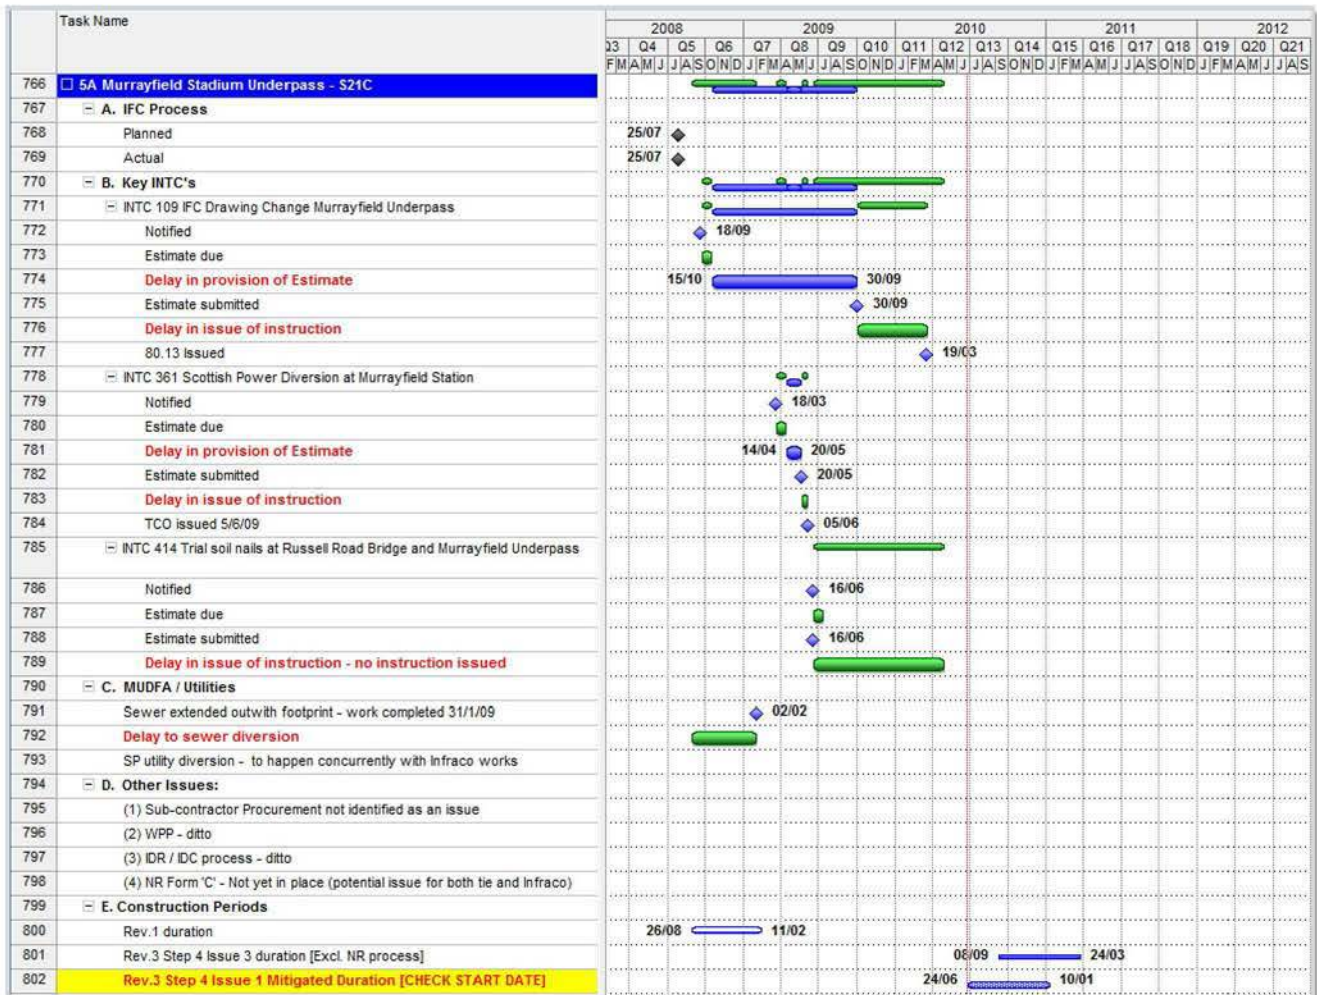 Task Name
2008 2009 2010 2011 2012
Q3 Q4 Q5 Q6 Q7 Q8 Q9 Q10 Q11 Q12 Q13 Q14 Q15 Q16 Q17 Q18 Q19 Q20 Q21
F M A M J J A S O N D J F M A M J J A S O N D J F M A M J J A S O N D J F M A M J J A S O N D J F M A M J J A S
766 5A Murrayfield Stadium Underpass - S21C
767 A. IFC Process
768 Planned 25/07
769 Actual 25/07
770 B. Key INTC's
771 INTC 109 IFC Drawing Change Murrayfield Underpass
772 Notified 18/09
773 Estimate due
774 Delay in provision of Estimate 15/10 30/09
775 Estimate submitted 30/09
776 Delay in issue of instruction
777 80.13 Issued 19/03
778 INTC 361 Scottish Power Diversion at Murrayfield Station
779 Notified 18/03
780 Estimate due
781 Delay in provision of Estimate 14/04 20/05
782 Estimate submitted 20/05
783 Delay in issue of instruction
784 TCO issued 5/6/09 05/06
785 INTC 414 Trial soil nails at Russell Road Bridge and Murrayfield Underpass
786 Notified 16/06
787 Estimate due
788 Estimate submitted 16/06
789 Delay in issue of instruction - no instruction issued
790 C. MUDFA / Utilities
791 Sewer extended outwith footprint - work completed 31/1/09 02/02
792 Delay to sewer diversion
793 SP utility diversion - to happen concurrently with Infraco works
794 D. Other Issues:
795 (1) Sub-contractor Procurement not identified as an issue
796 (2) WPP - ditto
797 (3) IDR / IDC process - ditto
798 (4) NR Form 'C' - Not yet in place (potential issue for both tie and Infraco)
799 E. Construction Periods
800 Rev.1 duration 26/08 11/02
801 Rev.3 Step 4 Issue 3 duration [Excl. NR process] 08/09 24/03
802 Rev.3 Step 4 Issue 1 Mitigated Duration [CHECK START DATE] 24/06 10/01